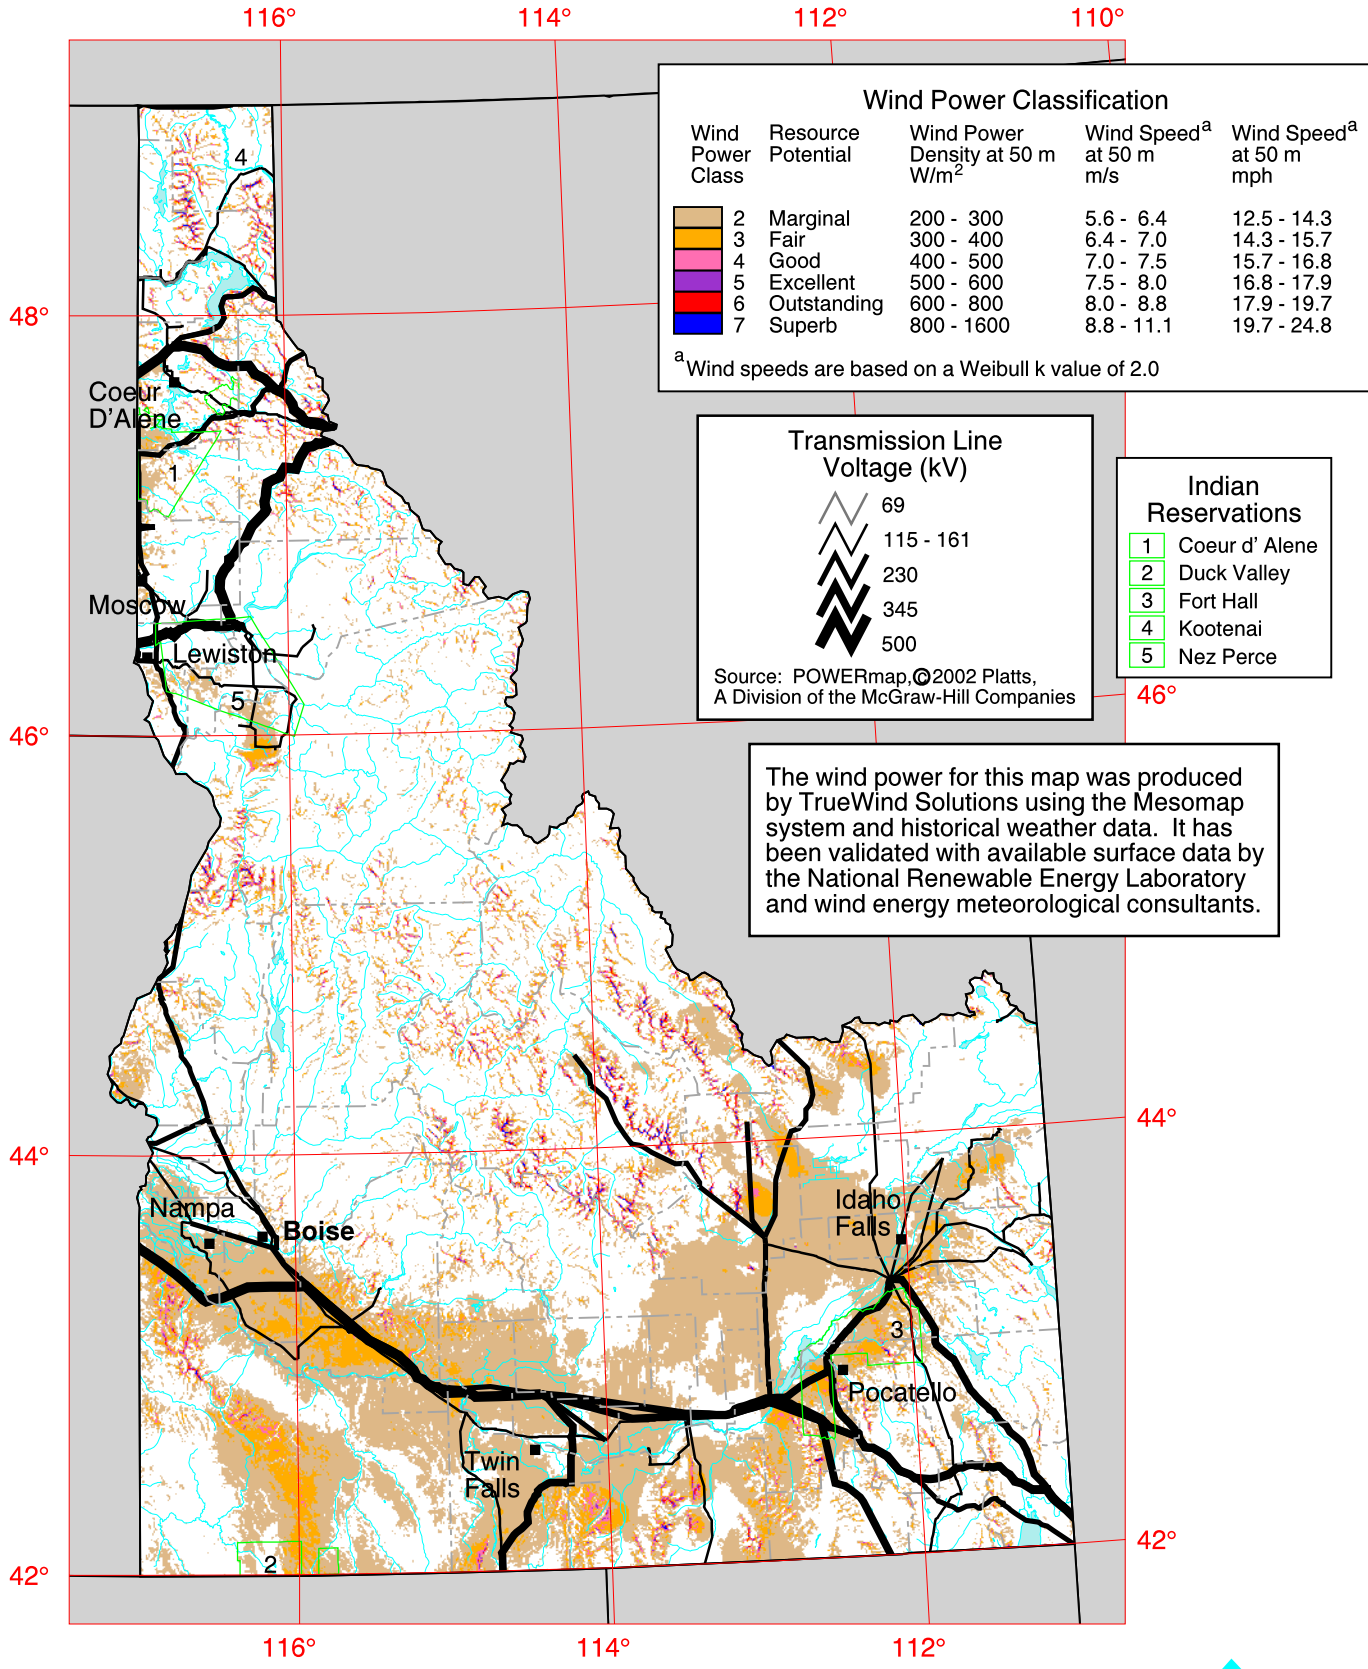 116° 114° 112° 110°
Wind Power Classification
Wind Resource Wind Power Wind Speed^a Wind Speed^a
Power Potential Density at 50 m at 50 m at 50 m
Class W/m² m/s mph
2 Marginal 200 - 300 5.6 - 6.4 12.5 - 14.3
3 Fair 300 - 400 6.4 - 7.0 14.3 - 15.7
4 Good 400 - 500 7.0 - 7.5 15.7 - 16.8
5 Excellent 500 - 600 7.5 - 8.0 16.8 - 17.9
6 Outstanding 600 - 800 8.0 - 8.8 17.9 - 19.7
7 Superb 800 - 1600 8.8 - 11.1 19.7 - 24.8
^a Wind speeds are based on a Weibull k value of 2.0
4
48°
Coeur
D'Alene
1
Transmission Line
Voltage (kV)
69
115 - 161
230
345
500
Source: POWERmap, ©2002 Platts,
A Division of the McGraw-Hill Companies
Indian
Reservations
1 Coeur d' Alene
2 Duck Valley
3 Fort Hall
4 Kootenai
5 Nez Perce
Moscow
Lewiston
5
46°
46°
The wind power for this map was produced
by TrueWind Solutions using the Mesomap
system and historical weather data. It has
been validated with available surface data by
the National Renewable Energy Laboratory
and wind energy meteorological consultants.
44°
44°
Nampa
Boise
Idaho
Falls
3
Pocatello
Twin
Falls
2
42°
42°
116° 114° 112°